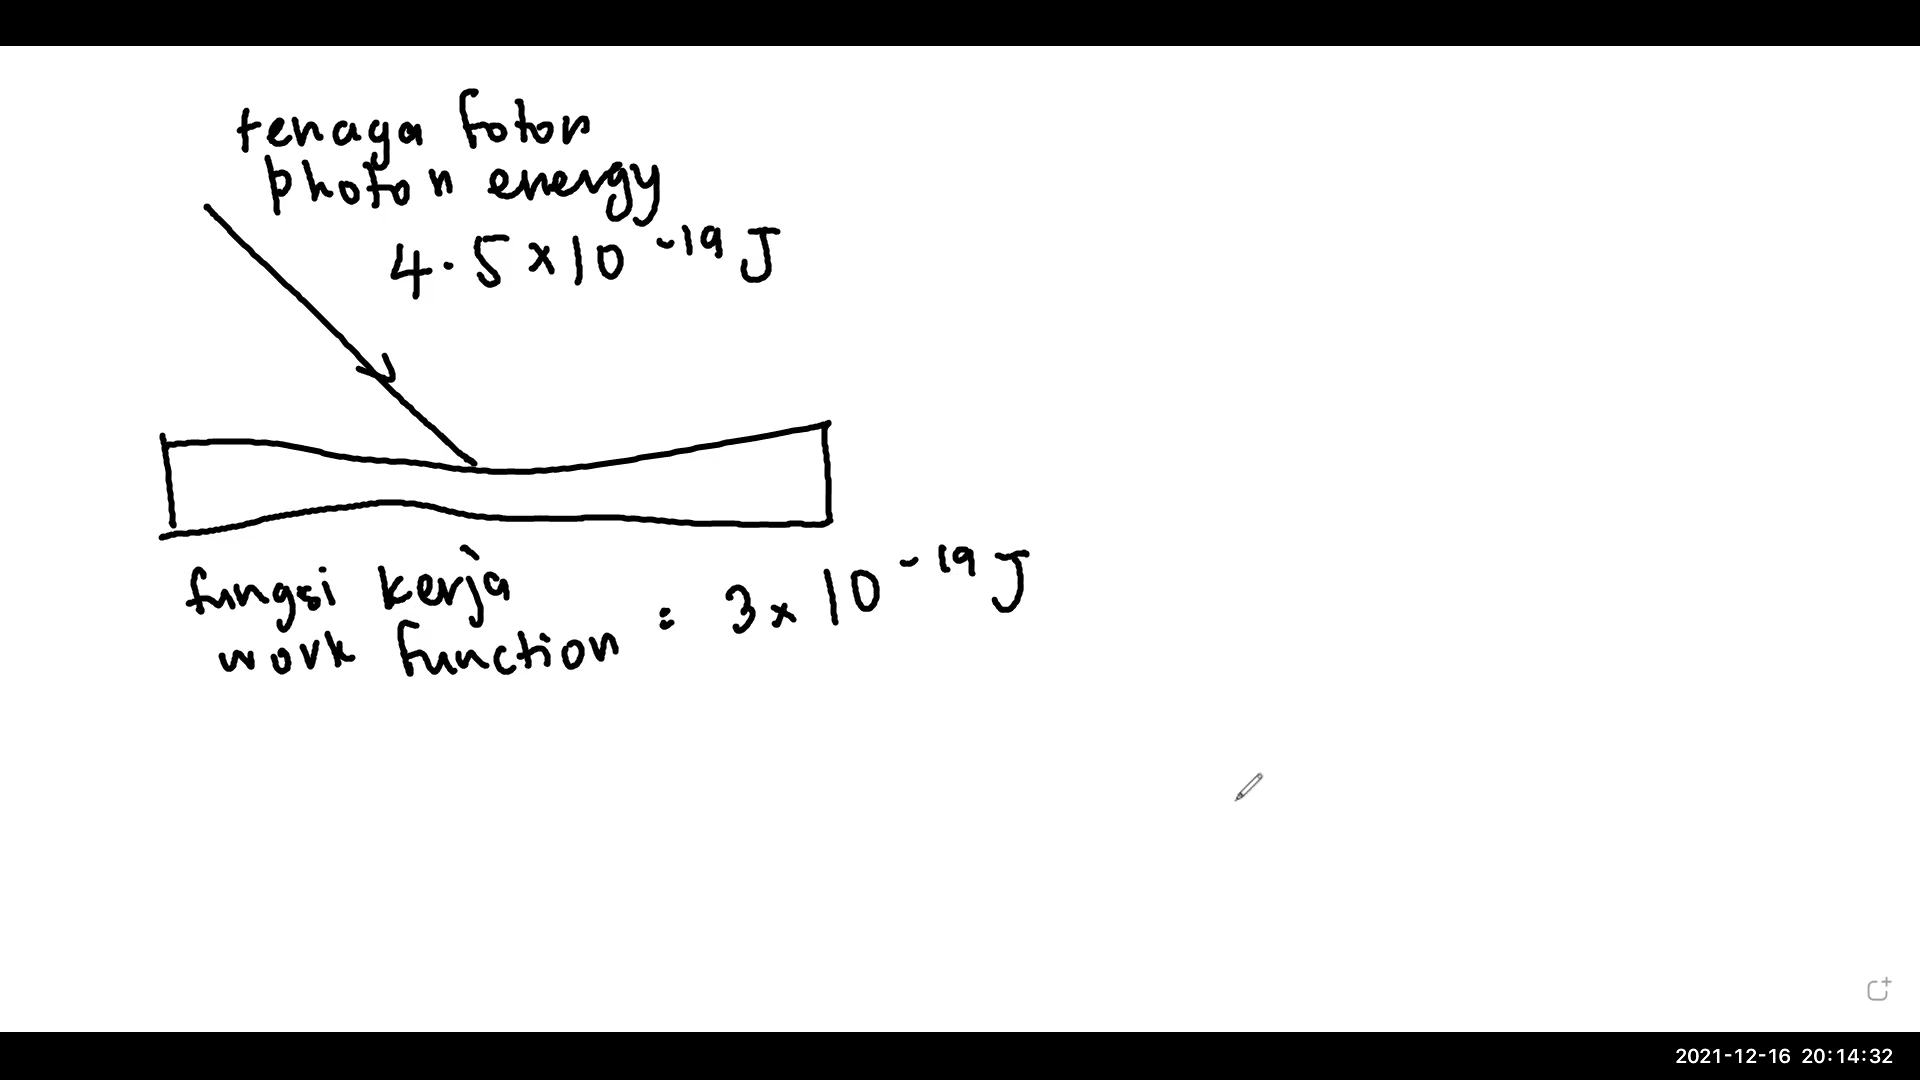 tenaga foton
photon energy
4.5 × 10⁻¹⁹ J
fungsi kerja
work function = 3 × 10⁻¹⁹ J
2021-12-16 20:14:32